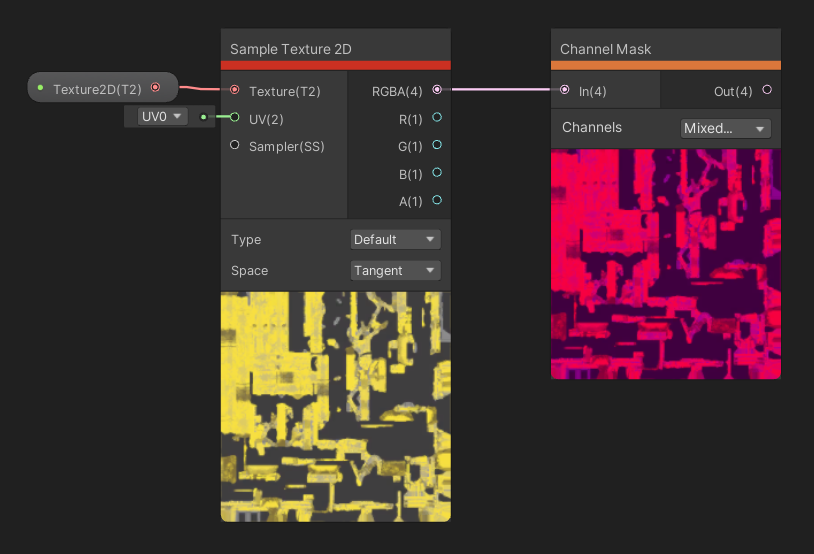 Sample Texture 2D
Channel Mask
Texture2D(T2)
Texture(T2)
RGBA(4)
In(4)
Out(4)
UV0
UV(2)
R(1)
Channels
Mixed...
Sampler(SS)
G(1)
B(1)
A(1)
Type
Default
Space
Tangent